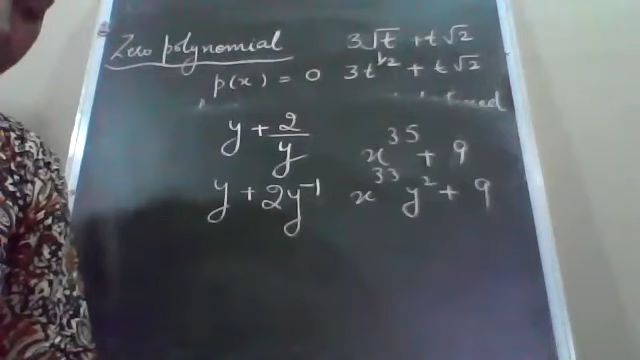 Zero polynomial
p(x) = 0
3√t + t√2
3t^1/2 + t√2
y + 2/y
y + 2y^-1
x^35 + 9
x^33 y^2 + 9